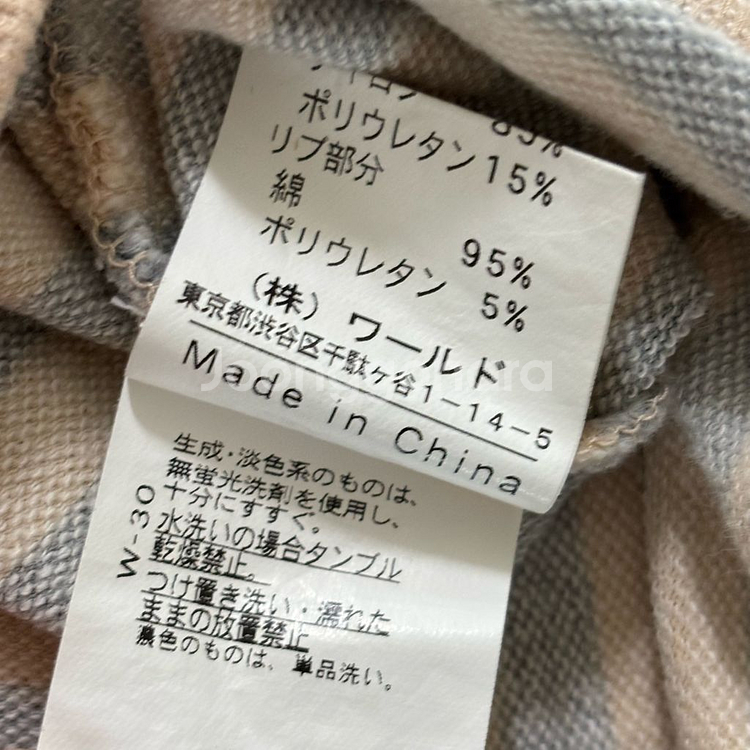 ナイロン 85%
ポリウレタン 15%
リブ部分
綿 95%
ポリウレタン 5%
(株) ワールド
東京都渋谷区千駄ヶ谷1-14-5
Made in China
生成・淡色系のものは、
無蛍光洗剤を使用し、
十分にすすぐ。
水洗いの場合タンブル
乾燥禁止。
つけ置き洗い・濡れた
ままの放置禁止
濃色のものは、単品洗い。
W-30